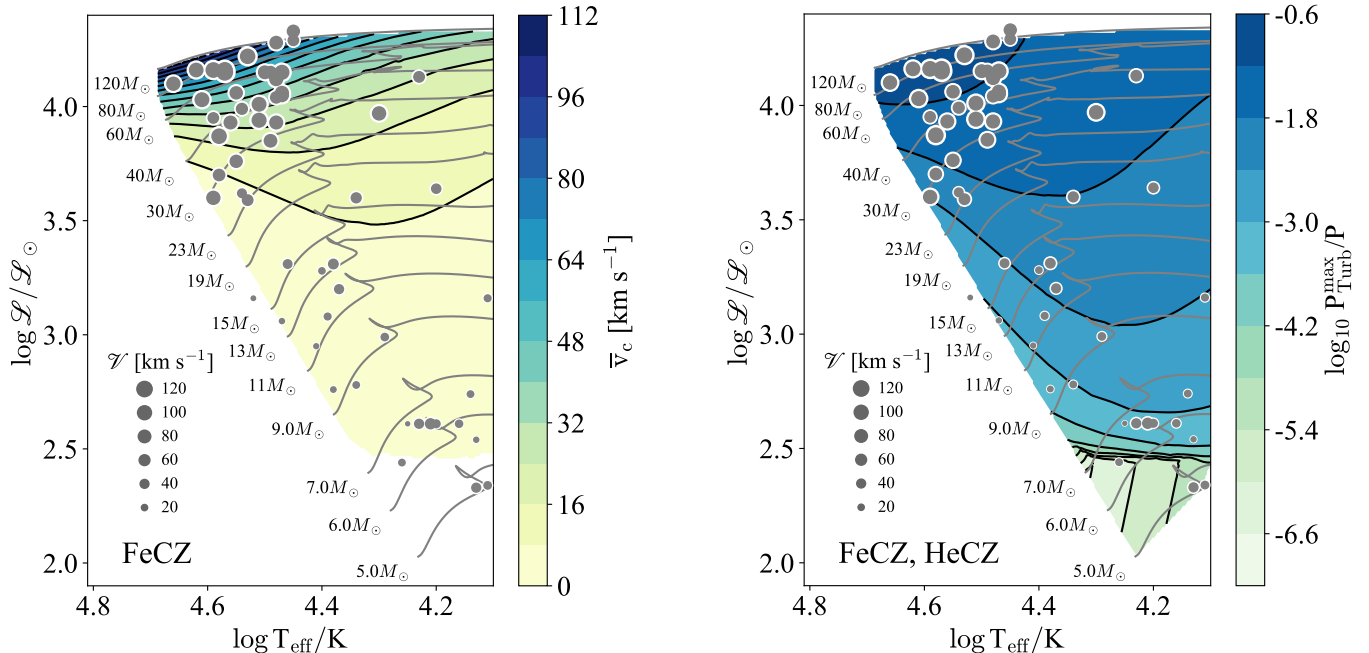 4.0
3.5
3.0
2.5
2.0
log ℒ/ℒ☉
120M☉
80M☉
60M☉
40M☉
30M☉
23M☉
19M☉
15M☉
13M☉
11M☉
9.0M☉
7.0M☉
6.0M☉
5.0M☉
𝒱 [km s⁻¹]
120
100
80
60
40
20
FeCZ
4.8 4.6 4.4 4.2
log T_eff/K
112
96
80
64
48
32
16
0
v̅_c [km s⁻¹]
4.0
3.5
3.0
2.5
2.0
log ℒ/ℒ☉
120M☉
80M☉
60M☉
40M☉
30M☉
23M☉
19M☉
15M☉
13M☉
11M☉
9.0M☉
7.0M☉
6.0M☉
5.0M☉
𝒱 [km s⁻¹]
120
100
80
60
40
20
FeCZ, HeCZ
4.8 4.6 4.4 4.2
log T_eff/K
-0.6
-1.8
-3.0
-4.2
-5.4
-6.6
log₁₀ P_Turb^max/P